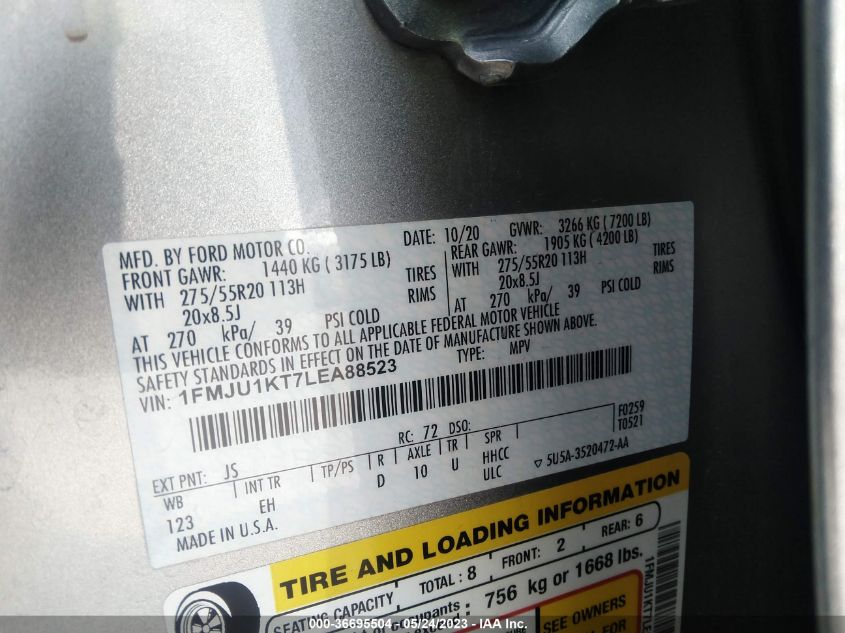 MFD. BY FORD MOTOR CO.
DATE: 10/20 GVWR: 3266 KG ( 7200 LB)
FRONT GAWR: 1440 KG ( 3175 LB)
REAR GAWR: 1905 KG ( 4200 LB)
WITH 275/55R20 113H TIRES
WITH 275/55R20 113H TIRES
20x8.5J RIMS
20x8.5J RIMS
AT 270 kPa/ 39 PSI COLD
AT 270 kPa/ 39 PSI COLD
THIS VEHICLE CONFORMS TO ALL APPLICABLE FEDERAL MOTOR VEHICLE
SAFETY STANDARDS IN EFFECT ON THE DATE OF MANUFACTURE SHOWN ABOVE.
VIN: 1FMJU1KT7LEA88523 TYPE: MPV
F0259
T0521
EXT PNT: JS RC: 72 DSO:
WB INT TR TP/PS R AXLE TR SPR
123 EH D 10 U HHCC
ULC ▽ 5U5A-3520472-AA
MADE IN U.S.A.
TIRE AND LOADING INFORMATION
SEATING CAPACITY TOTAL : 8 FRONT: 2 REAR: 6
756 kg or 1668 lbs.
SEE OWNERS
000-36695504 - 05/24/2023 - IAA Inc.